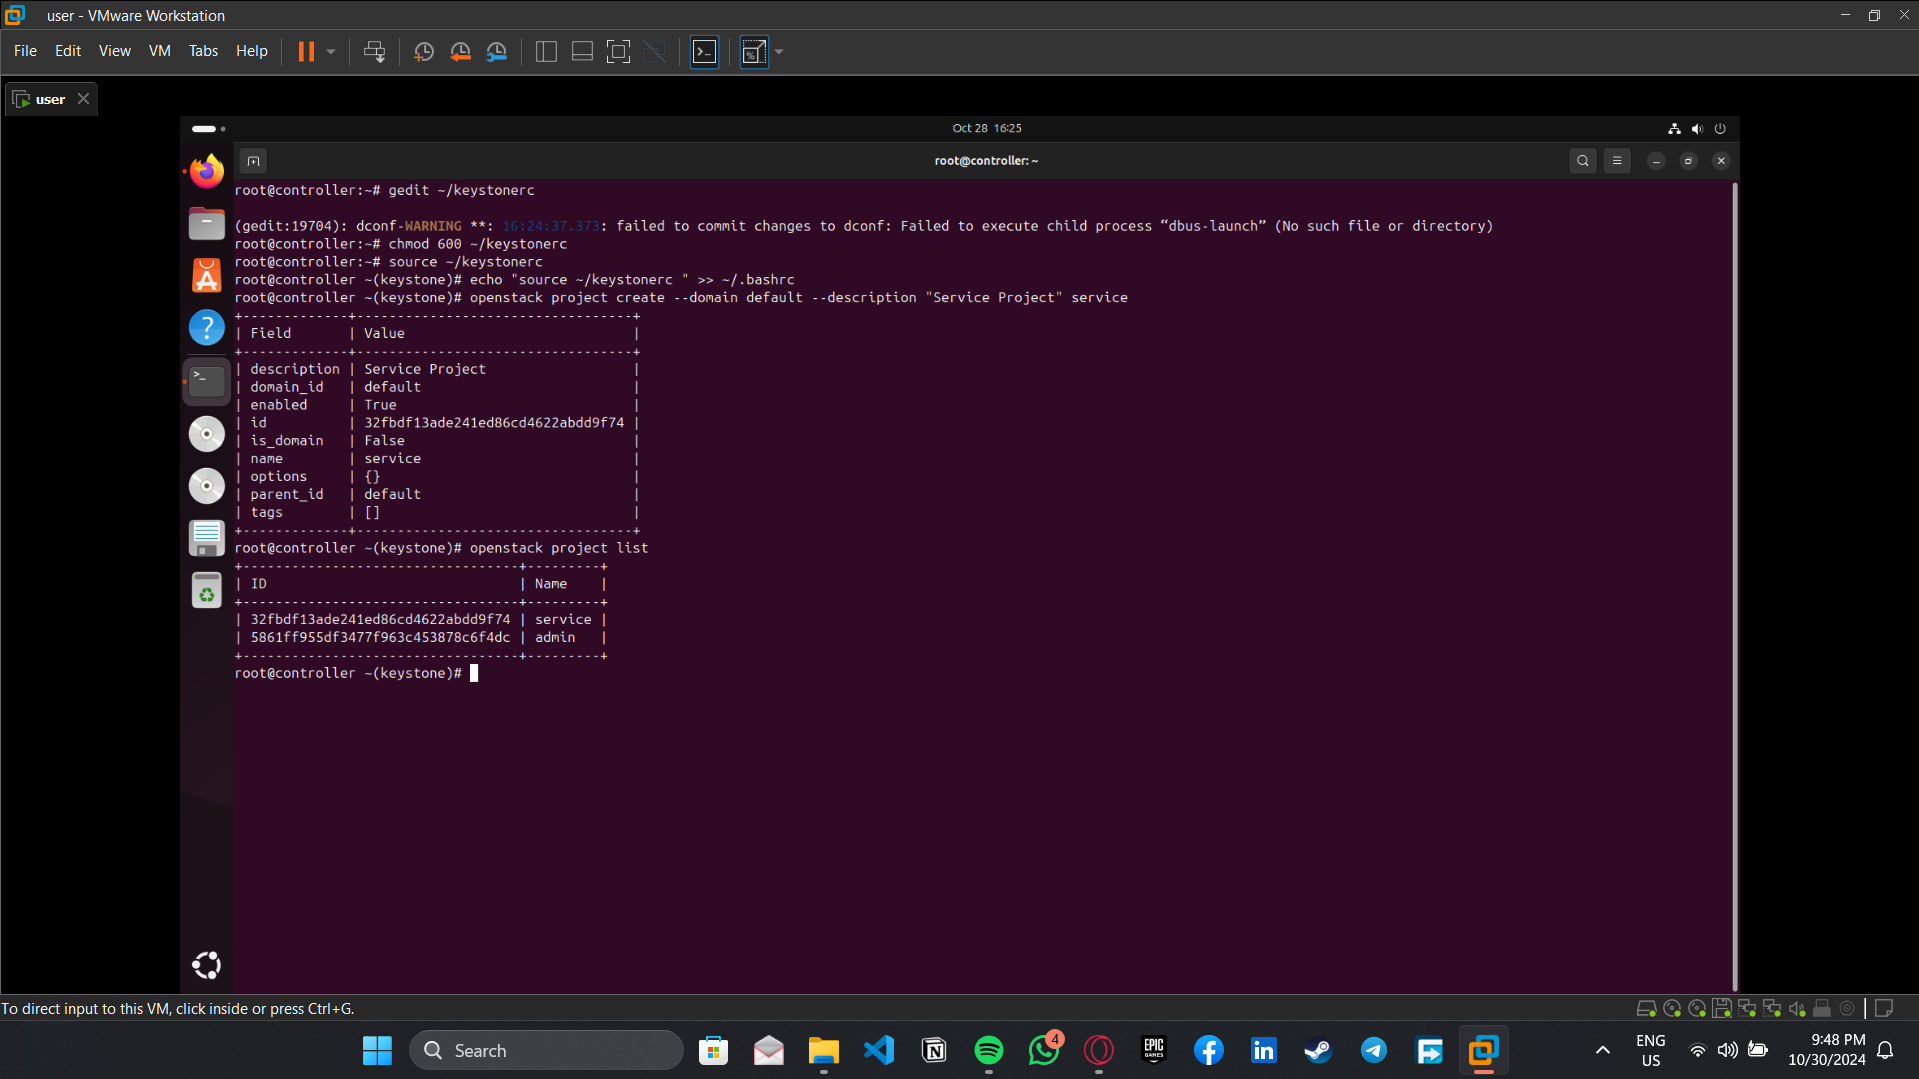 user - VMware Workstation
File Edit View VM Tabs Help
user
Oct 28 16:25
root@controller: ~
root@controller:~# gedit ~/keystonerc
(gedit:19704): dconf-WARNING **: 16:24:37.373: failed to commit changes to dconf: Failed to execute child process “dbus-launch” (No such file or directory)
root@controller:~# chmod 600 ~/keystonerc
root@controller:~# source ~/keystonerc
root@controller ~(keystone)# echo "source ~/keystonerc " >> ~/.bashrc
root@controller ~(keystone)# openstack project create --domain default --description "Service Project" service
+-------------+----------------------------------+
| Field       | Value                            |
+-------------+----------------------------------+
| description | Service Project                  |
| domain_id   | default                          |
| enabled     | True                             |
| id          | 32fbdf13ade241ed86cd4622abdd9f74 |
| is_domain   | False                            |
| name        | service                          |
| options     | {}                               |
| parent_id   | default                          |
| tags        | []                               |
+-------------+----------------------------------+
root@controller ~(keystone)# openstack project list
+----------------------------------+---------+
| ID                               | Name    |
+----------------------------------+---------+
| 32fbdf13ade241ed86cd4622abdd9f74 | service |
| 5861ff955df3477f963c453878c6f4dc | admin   |
+----------------------------------+---------+
root@controller ~(keystone)#
To direct input to this VM, click inside or press Ctrl+G.
Search
4
EPIC
GAMES
ENG
US
9:48 PM
10/30/2024